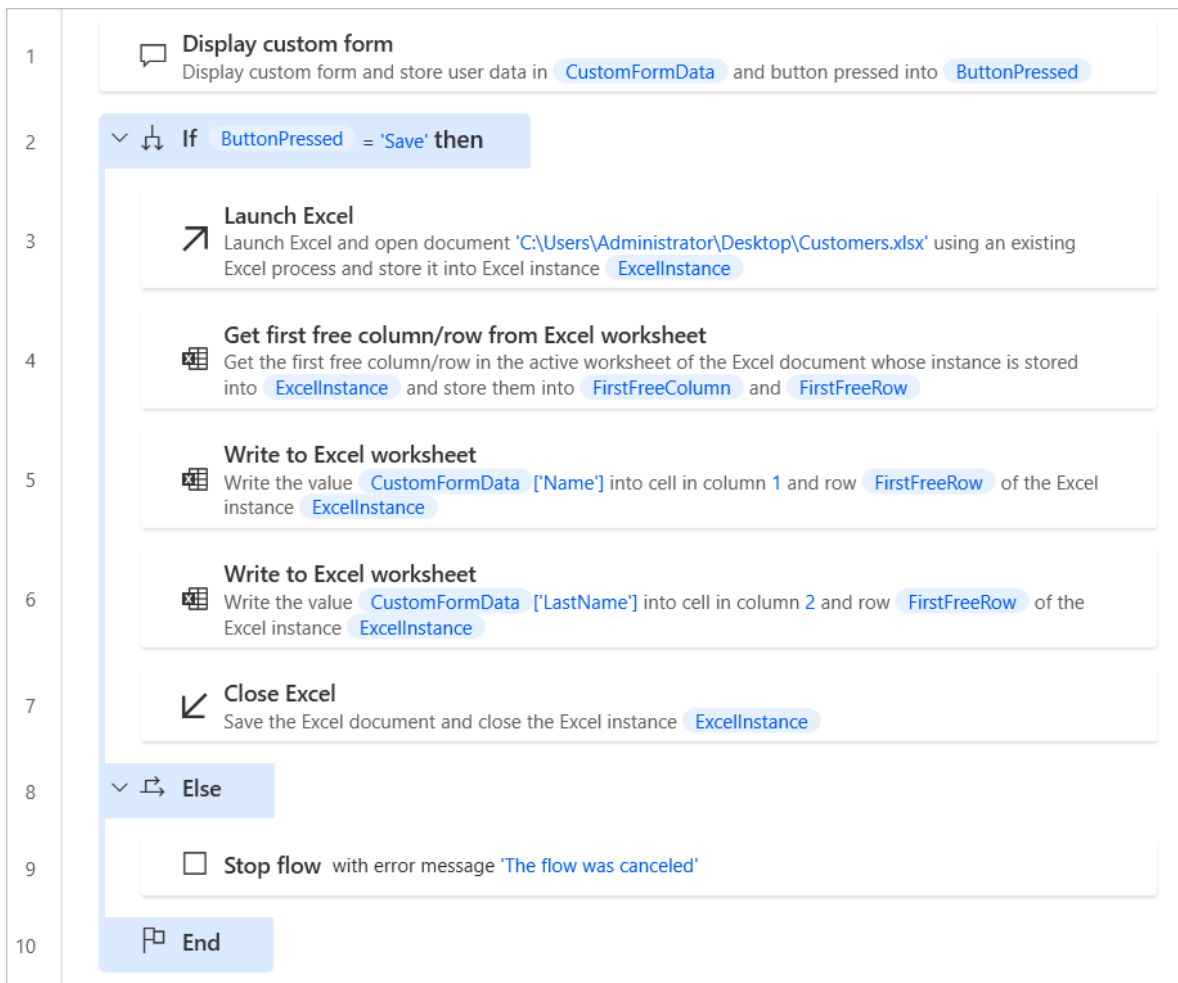 1
Display custom form
Display custom form and store user data in CustomFormData and button pressed into ButtonPressed
2
If ButtonPressed = 'Save' then
3
Launch Excel
Launch Excel and open document 'C:\Users\Administrator\Desktop\Customers.xlsx' using an existing
Excel process and store it into Excel instance ExcelInstance
4
Get first free column/row from Excel worksheet
Get the first free column/row in the active worksheet of the Excel document whose instance is stored
into ExcelInstance and store them into FirstFreeColumn and FirstFreeRow
5
Write to Excel worksheet
Write the value CustomFormData ['Name'] into cell in column 1 and row FirstFreeRow of the Excel
instance ExcelInstance
6
Write to Excel worksheet
Write the value CustomFormData ['LastName'] into cell in column 2 and row FirstFreeRow of the
Excel instance ExcelInstance
7
Close Excel
Save the Excel document and close the Excel instance ExcelInstance
8
Else
9
Stop flow with error message 'The flow was canceled'
10
End